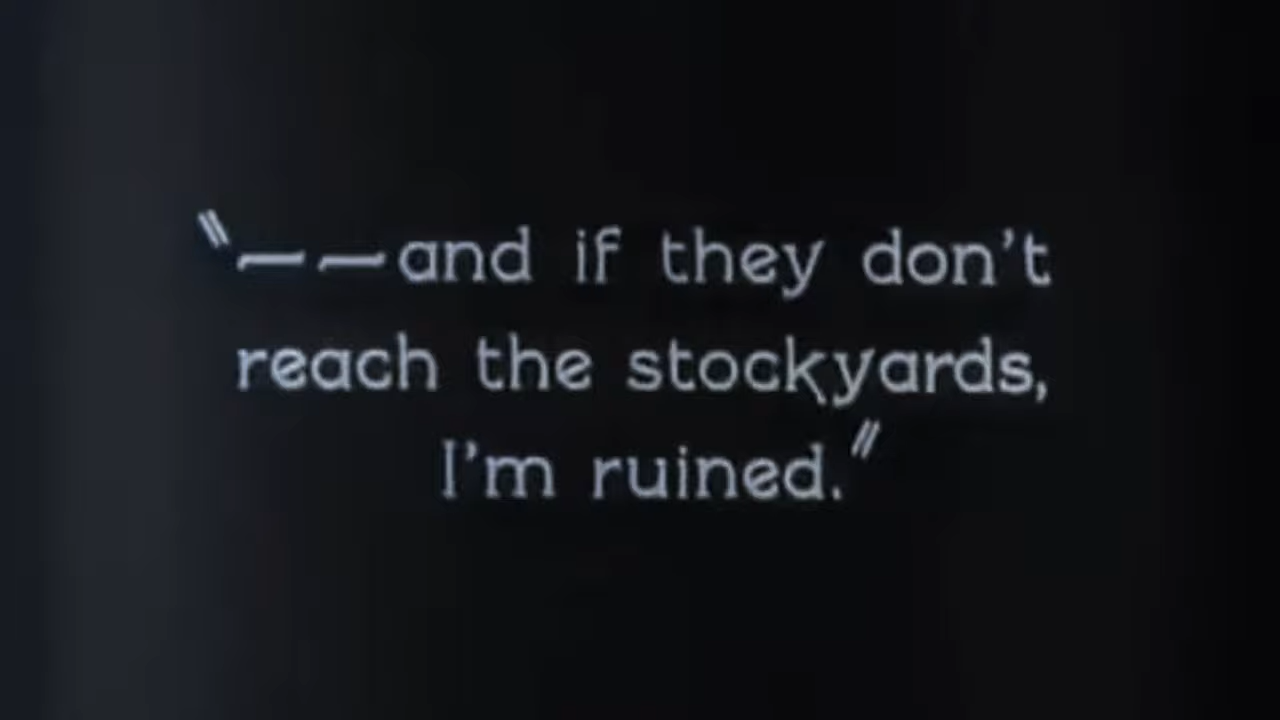 "——and if they don't
reach the stockyards,
I'm ruined."